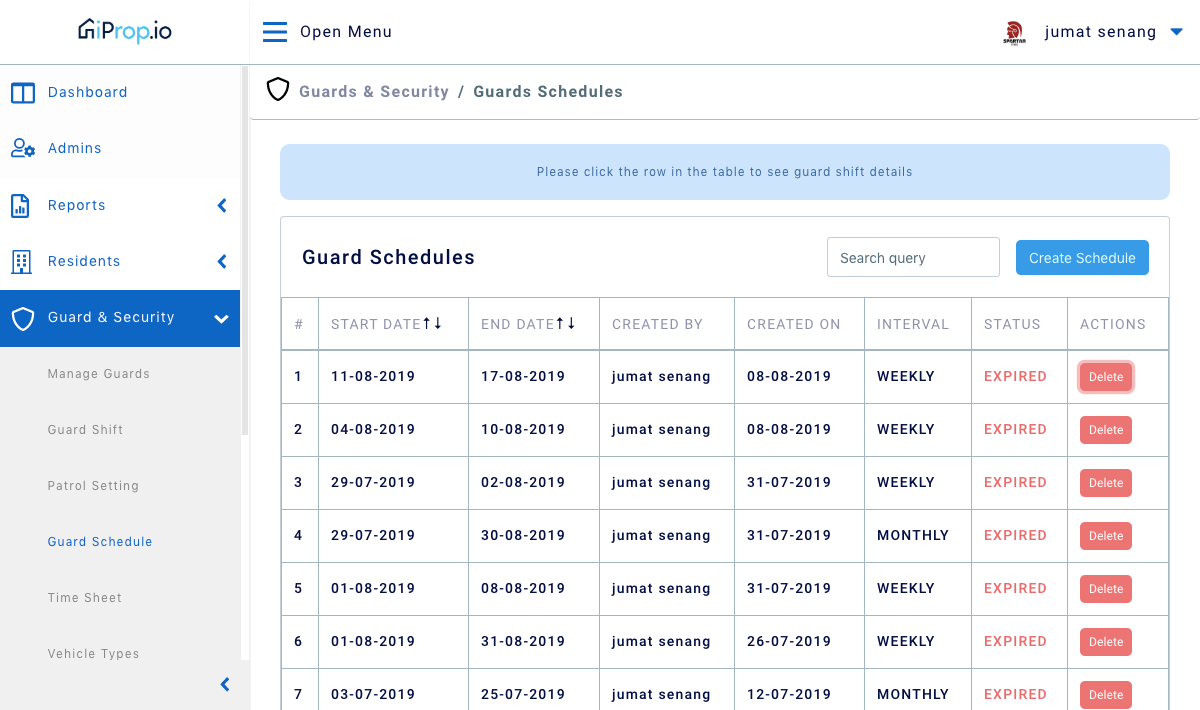 iProp.io
Open Menu
SPARTAN
jumat senang
Dashboard
Admins
Reports
Residents
Guard & Security
Manage Guards
Guard Shift
Patrol Setting
Guard Schedule
Time Sheet
Vehicle Types
Guards & Security / Guards Schedules
Please click the row in the table to see guard shift details
Guard Schedules
Search query
Create Schedule
# START DATE↑↓ END DATE↑↓ CREATED BY CREATED ON INTERVAL STATUS ACTIONS
1 11-08-2019 17-08-2019 jumat senang 08-08-2019 WEEKLY EXPIRED Delete
2 04-08-2019 10-08-2019 jumat senang 08-08-2019 WEEKLY EXPIRED Delete
3 29-07-2019 02-08-2019 jumat senang 31-07-2019 WEEKLY EXPIRED Delete
4 29-07-2019 30-08-2019 jumat senang 31-07-2019 MONTHLY EXPIRED Delete
5 01-08-2019 08-08-2019 jumat senang 31-07-2019 WEEKLY EXPIRED Delete
6 01-08-2019 31-08-2019 jumat senang 26-07-2019 WEEKLY EXPIRED Delete
7 03-07-2019 25-07-2019 jumat senang 12-07-2019 MONTHLY EXPIRED Delete